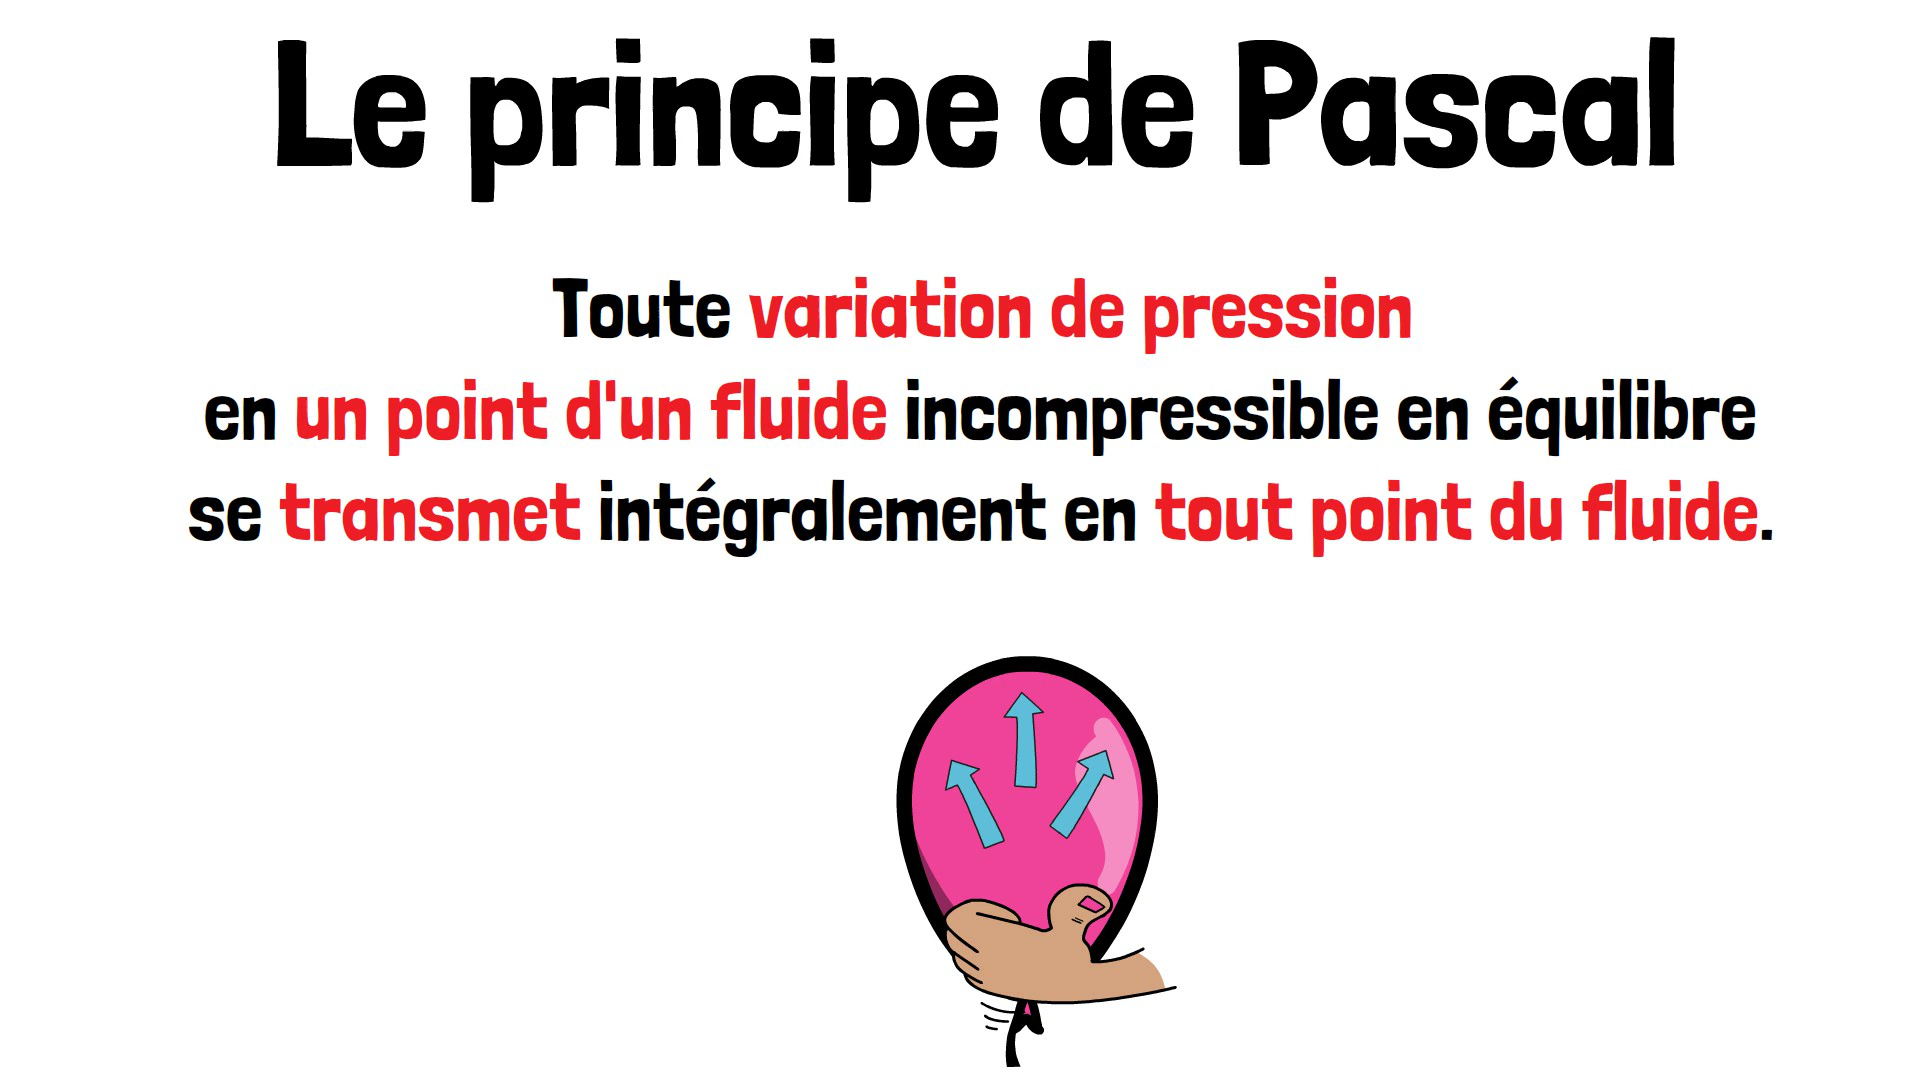 Le principe de Pascal
Toute variation de pression
en un point d'un fluide incompressible en équilibre
se transmet intégralement en tout point du fluide.